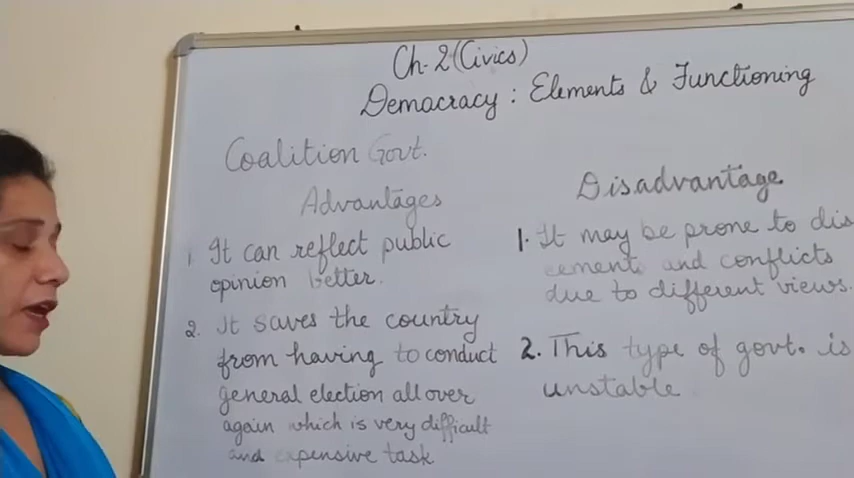 Ch-2 (Civics)
Democracy : Elements & Functioning
Coalition Govt.
Advantages
1. It can reflect public
opinion better.
2. It saves the country
from having to conduct
general election all over
again which is very difficult
and expensive task
Disadvantage
1. It may be prone to dis
cements and conflicts
due to different views.
2. This type of govt. is
unstable